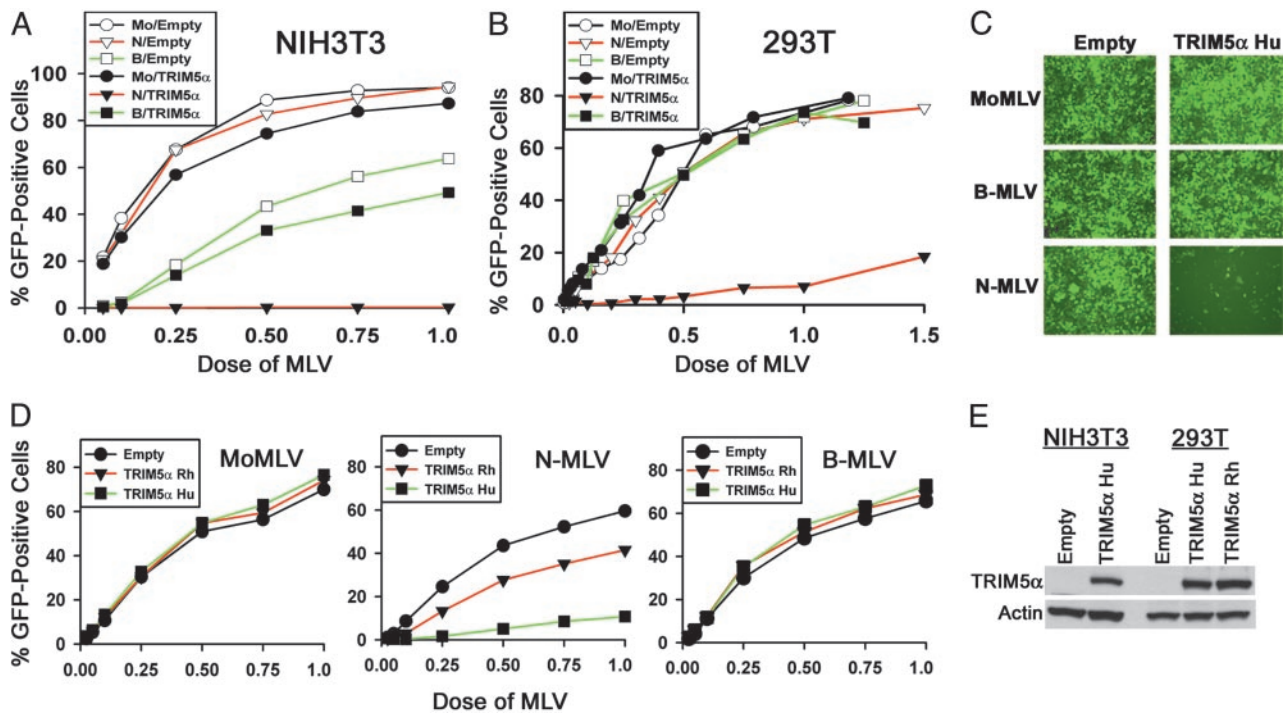 A
NIH3T3
Mo/Empty
N/Empty
B/Empty
Mo/TRIM5α
N/TRIM5α
B/TRIM5α
% GFP-Positive Cells
100
80
60
40
20
0
0.00 0.25 0.50 0.75 1.0
Dose of MLV
B
293T
Mo/Empty
N/Empty
B/Empty
Mo/TRIM5α
N/TRIM5α
B/TRIM5α
% GFP-Positive Cells
80
60
40
20
0
0.0 0.5 1.0 1.5
Dose of MLV
C
Empty TRIM5α Hu
MoMLV
B-MLV
N-MLV
D
% GFP-Positive Cells
Empty
TRIM5α Rh
TRIM5α Hu
MoMLV
80
60
40
20
0
0.00 0.25 0.50 0.75 1.0
Empty
TRIM5α Rh
TRIM5α Hu
N-MLV
80
60
40
20
0
0.00 0.25 0.50 0.75 1.0
Empty
TRIM5α Rh
TRIM5α Hu
B-MLV
80
60
40
20
0
0.00 0.25 0.50 0.75 1.0
Dose of MLV
E
NIH3T3 293T
Empty
TRIM5α Hu
Empty
TRIM5α Hu
TRIM5α Rh
TRIM5α
Actin